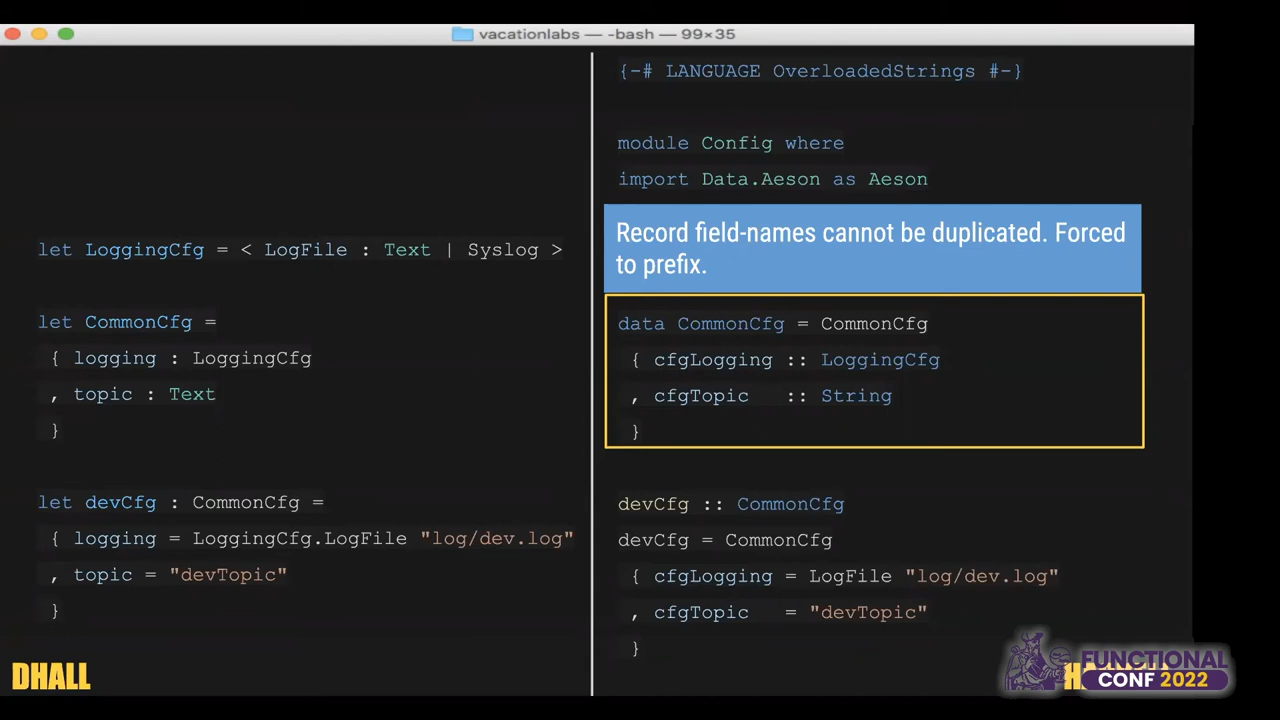 vacationlabs — -bash — 99×35
let LoggingCfg = < LogFile : Text | Syslog >
let CommonCfg =
{ logging : LoggingCfg
, topic : Text
}
let devCfg : CommonCfg =
{ logging = LoggingCfg.LogFile "log/dev.log"
, topic = "devTopic"
}
DHALL
{-# LANGUAGE OverloadedStrings #-}
module Config where
import Data.Aeson as Aeson
Record field-names cannot be duplicated. Forced
to prefix.
data CommonCfg = CommonCfg
{ cfgLogging :: LoggingCfg
, cfgTopic :: String
}
devCfg :: CommonCfg
devCfg = CommonCfg
{ cfgLogging = LogFile "log/dev.log"
, cfgTopic = "devTopic"
}
FUNCTIONAL
CONF 2022